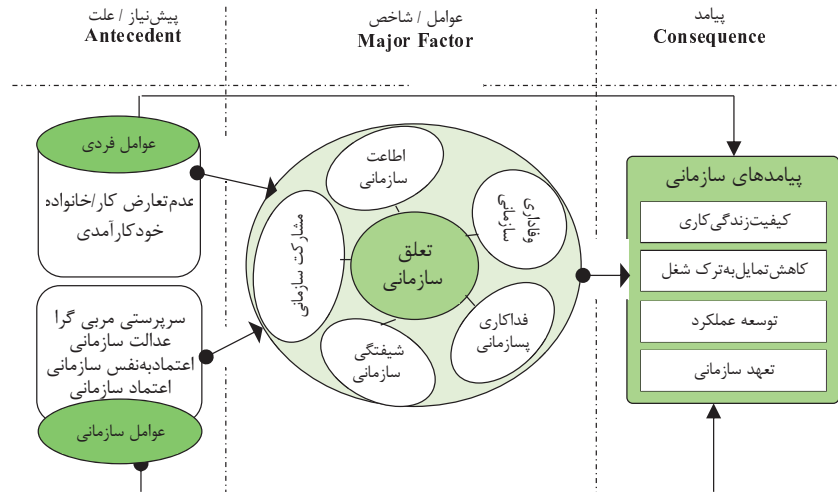 پیش‌نیاز / علت
Antecedent
عوامل / شاخص
Major Factor
پیامد
Consequence
عوامل فردی
عدم‌تعارض کار/خانواده
خودکارآمدی
سرپرستی مربی گرا
عدالت سازمانی
اعتمادبه‌نفس سازمانی
اعتماد سازمانی
عوامل سازمانی
اطاعت
سازمانی
وفاداری
سازمانی
مشارکت سازمانی
تعلق
سازمانی
فداکاری
پسازمانی
شیفتگی
سازمانی
پیامدهای سازمانی
کیفیت‌زندگی‌کاری
کاهش‌تمایل‌به‌ترک شغل
توسعه عملکرد
تعهد سازمانی